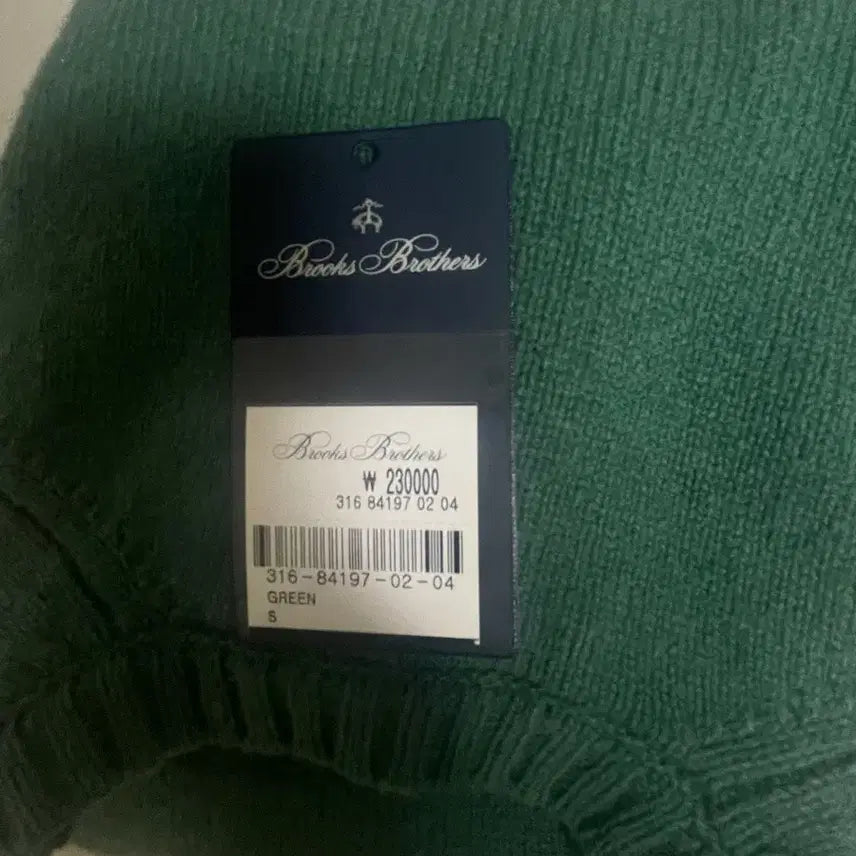 Brooks Brothers
Brooks Brothers
₩ 230000
316 84197 02 04
316-84197-02-04
GREEN
S